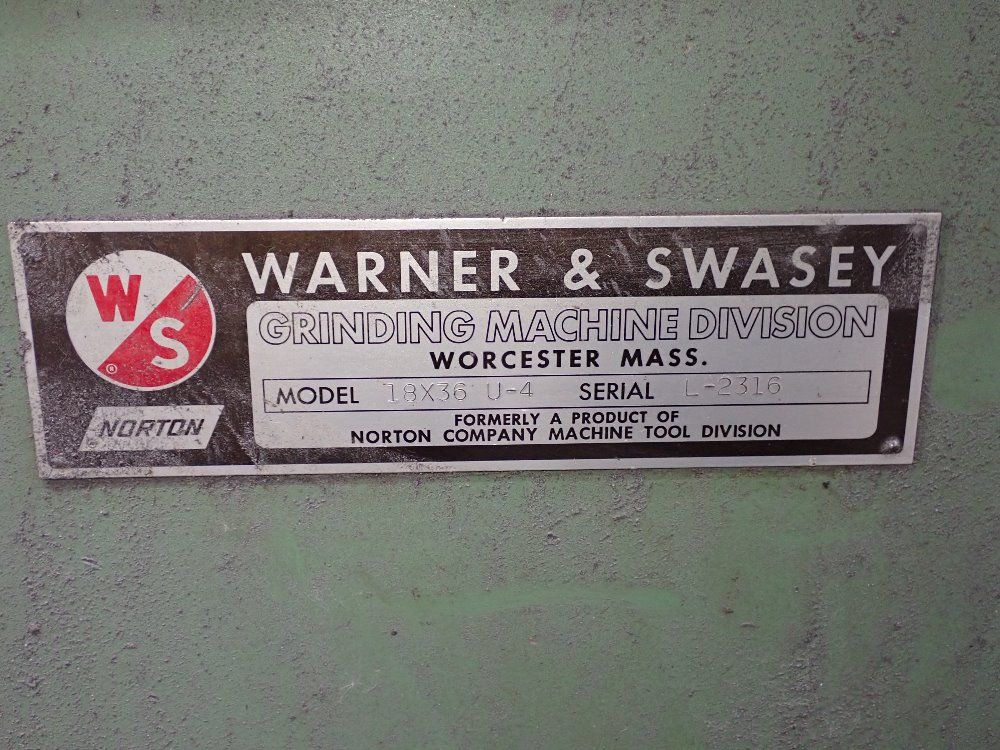 W
S
®
NORTON
WARNER & SWASEY
GRINDING MACHINE DIVISION
WORCESTER MASS.
MODEL 18X36 U-4 SERIAL L-2316
FORMERLY A PRODUCT OF
NORTON COMPANY MACHINE TOOL DIVISION